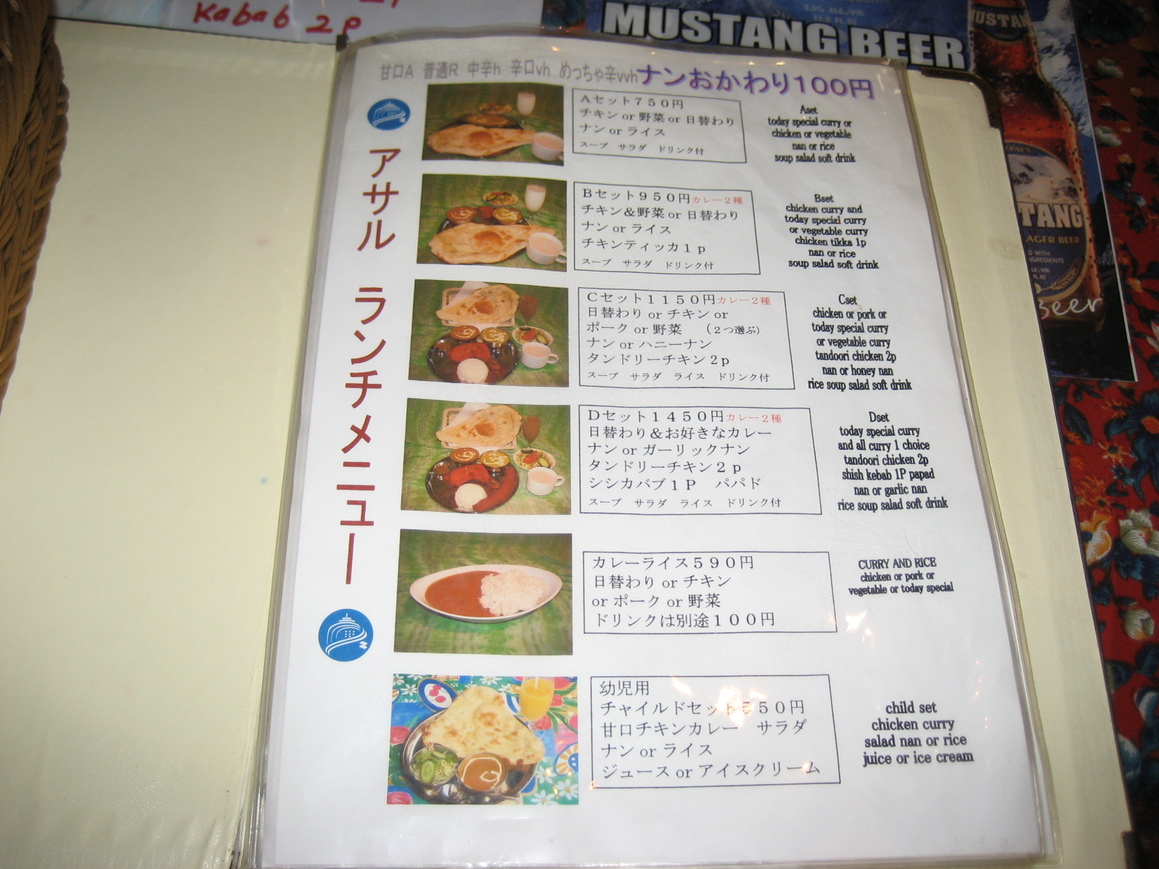 Kabab 2p
MUSTANG BEER
甘口A 普通R 中辛h 辛口vh めっちゃ辛vvh ナンおかわり100円
アサル ランチメニュー
Aセット750円
チキン or 野菜 or 日替わり
ナン or ライス
スープ サラダ ドリンク付
Aset
today special curry or
chicken or vegetable
nan or rice
soup salad soft drink
Bセット950円カレー2種
チキン&野菜 or 日替わり
ナン or ライス
チキンティッカ1p
スープ サラダ ドリンク付
Bset
chicken curry and
today special curry
or vegetable curry
chicken tikka 1p
nan or rice
soup salad soft drink
Cセット1150円カレー2種
日替わり or チキン or
ポーク or 野菜 (2つ選ぶ)
ナン or ハニーナン
タンドリーチキン2p
スープ サラダ ライス ドリンク付
Cset
chicken or pork or
today special curry
or vegetable curry
tandoori chicken 2p
nan or honey nan
rice soup salad soft drink
Dセット1450円カレー2種
日替わり&お好きなカレー
ナン or ガーリックナン
タンドリーチキン2p
シシカバブ1P パパド
スープ サラダ ライス ドリンク付
Dset
today special curry
and all curry 1 choice
tandoori chicken 2p
shish kebab 1P papad
nan or garlic nan
rice soup salad soft drink
カレーライス590円
日替わり or チキン
or ポーク or 野菜
ドリンクは別途100円
CURRY AND RICE
chicken or pork or
vegetable or today special
幼児用
チャイルドセット550円
甘口チキンカレー サラダ
ナン or ライス
ジュース or アイスクリーム
child set
chicken curry
salad nan or rice
juice or ice cream
TANG
LAGER BEER
Beer